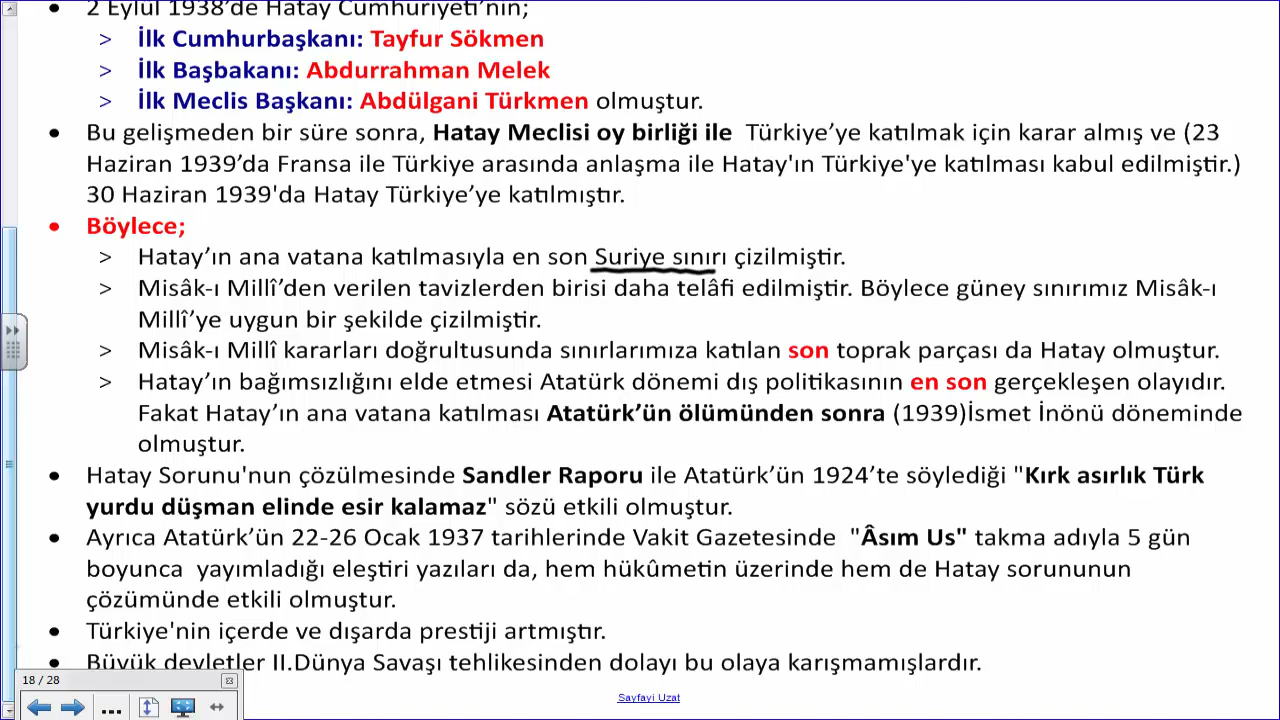 • 2 Eylül 1938’de Hatay Cumhuriyeti’nin;
> İlk Cumhurbaşkanı: Tayfur Sökmen
> İlk Başbakanı: Abdurrahman Melek
> İlk Meclis Başkanı: Abdülgani Türkmen olmuştur.
• Bu gelişmeden bir süre sonra, Hatay Meclisi oy birliği ile Türkiye’ye katılmak için karar almış ve (23
Haziran 1939’da Fransa ile Türkiye arasında anlaşma ile Hatay'ın Türkiye'ye katılması kabul edilmiştir.)
30 Haziran 1939'da Hatay Türkiye’ye katılmıştır.
• Böylece;
> Hatay’ın ana vatana katılmasıyla en son Suriye sınırı çizilmiştir.
> Misâk-ı Millî’den verilen tavizlerden birisi daha telâfi edilmiştir. Böylece güney sınırımız Misâk-ı
Millî’ye uygun bir şekilde çizilmiştir.
> Misâk-ı Millî kararları doğrultusunda sınırlarımıza katılan son toprak parçası da Hatay olmuştur.
> Hatay’ın bağımsızlığını elde etmesi Atatürk dönemi dış politikasının en son gerçekleşen olayıdır.
Fakat Hatay’ın ana vatana katılması Atatürk’ün ölümünden sonra (1939)İsmet İnönü döneminde
olmuştur.
• Hatay Sorunu'nun çözülmesinde Sandler Raporu ile Atatürk’ün 1924’te söylediği "Kırk asırlık Türk
yurdu düşman elinde esir kalamaz" sözü etkili olmuştur.
• Ayrıca Atatürk’ün 22-26 Ocak 1937 tarihlerinde Vakit Gazetesinde "Âsım Us" takma adıyla 5 gün
boyunca yayımladığı eleştiri yazıları da, hem hükûmetin üzerinde hem de Hatay sorununun
çözümünde etkili olmuştur.
• Türkiye'nin içerde ve dışarda prestiji artmıştır.
• Büyük devletler II.Dünya Savaşı tehlikesinden dolayı bu olaya karışmamışlardır.
18 / 28
Sayfayi Uzat